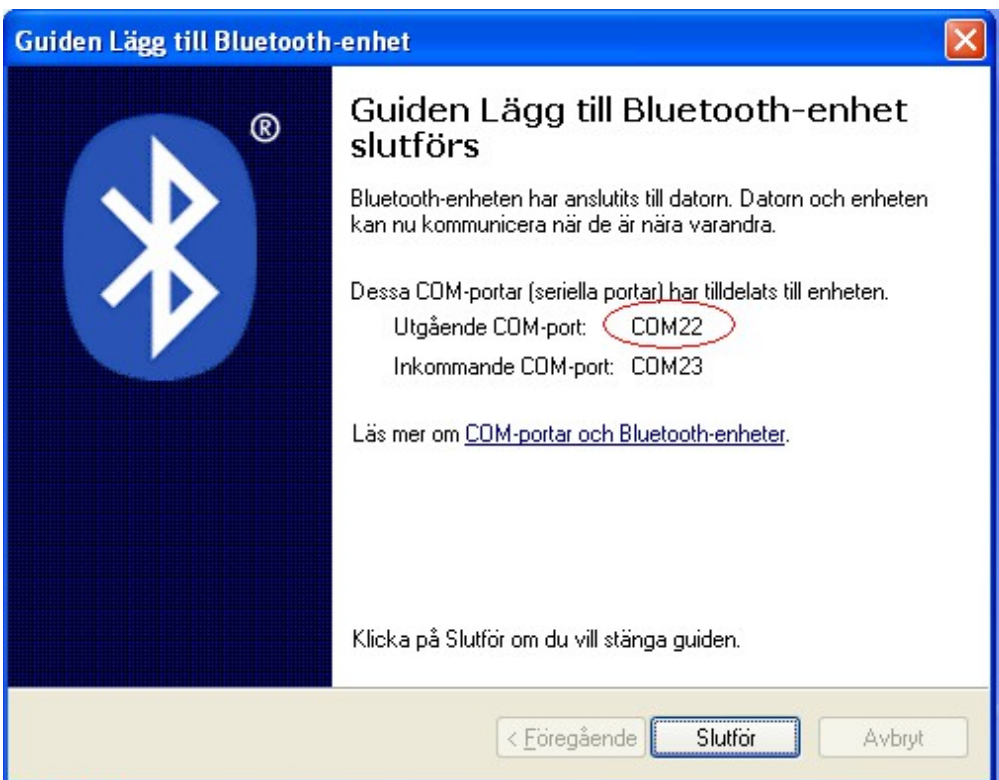 Guiden Lägg till Bluetooth-enhet
®
Guiden Lägg till Bluetooth-enhet
slutförs
Bluetooth-enheten har anslutits till datorn. Datorn och enheten
kan nu kommunicera när de är nära varandra.
Dessa COM-portar (seriella portar) har tilldelats till enheten.
Utgående COM-port: COM22
Inkommande COM-port: COM23
Läs mer om COM-portar och Bluetooth-enheter.
Klicka på Slutför om du vill stänga guiden.
< Föregående Slutför Avbryt